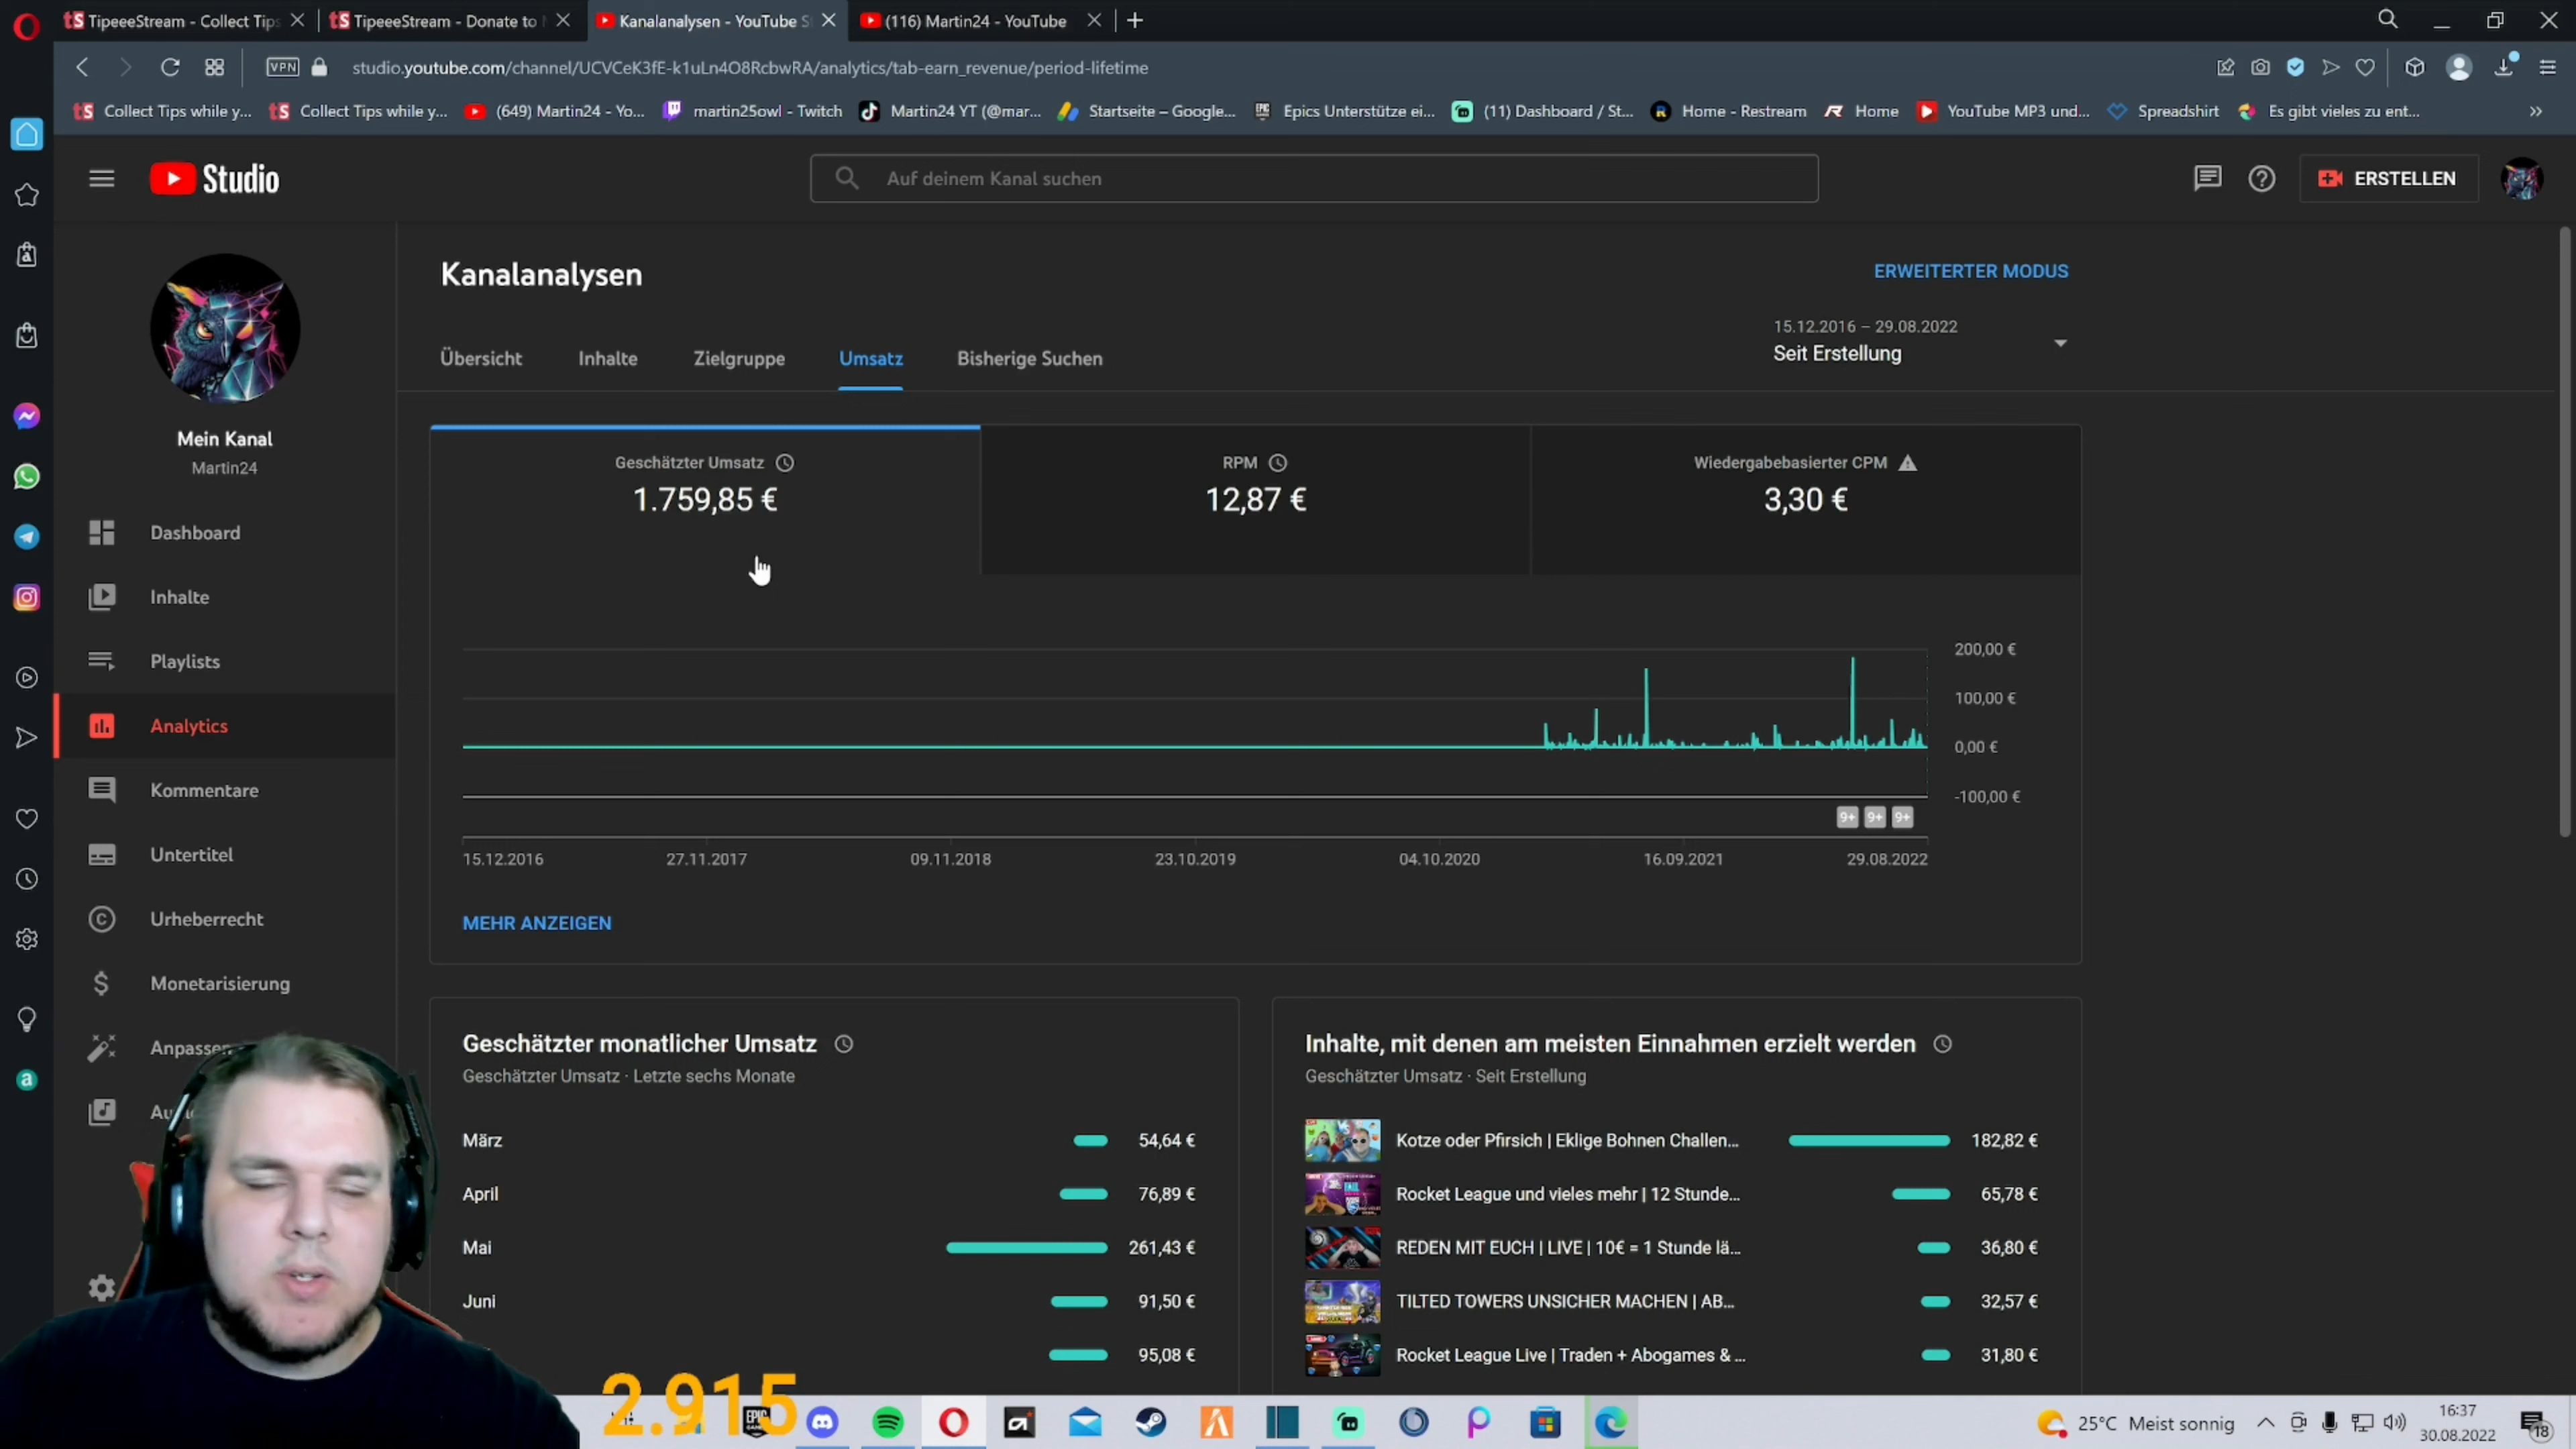 TipeeeStream - Collect Tips
TipeeeStream - Donate to
Kanalanalysen - YouTube S
(116) Martin24 - YouTube
VPN
studio.youtube.com/channel/UCVCeK3fE-k1uLn4O8RcbwRA/analytics/tab-earn_revenue/period-lifetime
Collect Tips while y...
Collect Tips while y...
(649) Martin24 - Yo...
martin25owl - Twitch
Martin24 YT (@mar...
Startseite – Google...
Epics Unterstütze ei...
(11) Dashboard / St...
Home - Restream
Home
YouTube MP3 und...
Spreadshirt
Es gibt vieles zu ent...
Studio
Auf deinem Kanal suchen
ERSTELLEN
Mein Kanal
Martin24
Dashboard
Inhalte
Playlists
Analytics
Kommentare
Untertitel
Urheberrecht
Monetarisierung
Anpassen
Kanalanalysen
ERWEITERTER MODUS
Übersicht
Inhalte
Zielgruppe
Umsatz
Bisherige Suchen
15.12.2016 – 29.08.2022
Seit Erstellung
Geschätzter Umsatz
1.759,85 €
RPM
12,87 €
Wiedergabebasierter CPM
3,30 €
200,00 €
100,00 €
0,00 €
-100,00 €
9+ 9+ 9+
15.12.2016 27.11.2017 09.11.2018 23.10.2019 04.10.2020 16.09.2021 29.08.2022
MEHR ANZEIGEN
Geschätzter monatlicher Umsatz
Geschätzter Umsatz · Letzte sechs Monate
März 54,64 €
April 76,89 €
Mai 261,43 €
Juni 91,50 €
95,08 €
Inhalte, mit denen am meisten Einnahmen erzielt werden
Geschätzter Umsatz · Seit Erstellung
Kotze oder Pfirsich | Eklige Bohnen Challen... 182,82 €
Rocket League und vieles mehr | 12 Stunde... 65,78 €
REDEN MIT EUCH | LIVE | 10€ = 1 Stunde lä... 36,80 €
TILTED TOWERS UNSICHER MACHEN | AB... 32,57 €
Rocket League Live | Traden + Abogames & ... 31,80 €
2.915
EPIC
25°C Meist sonnig
16:37
30.08.2022
18